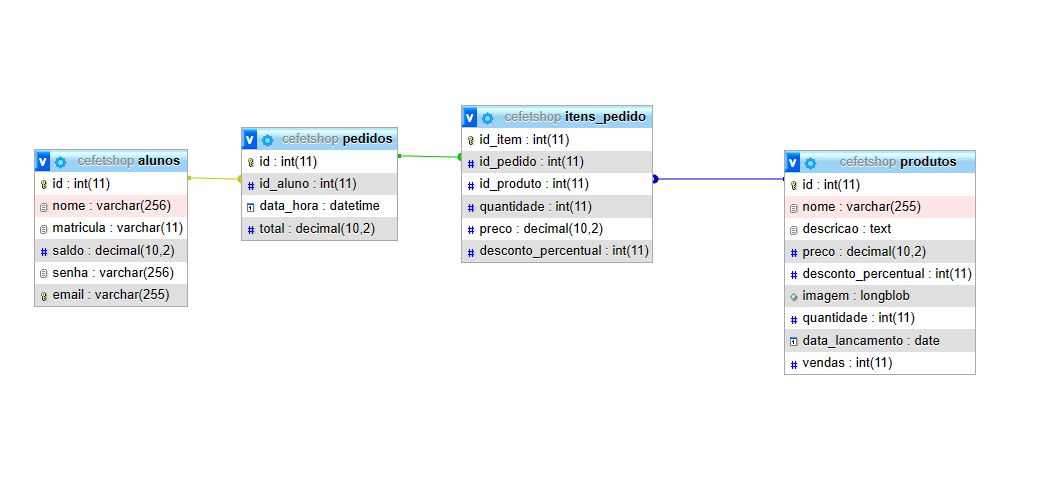 cefetshop alunos
id : int(11)
nome : varchar(256)
matricula : varchar(11)
saldo : decimal(10,2)
senha : varchar(256)
email : varchar(255)
cefetshop pedidos
id : int(11)
id_aluno : int(11)
data_hora : datetime
total : decimal(10,2)
cefetshop itens_pedido
id_item : int(11)
id_pedido : int(11)
id_produto : int(11)
quantidade : int(11)
preco : decimal(10,2)
desconto_percentual : int(11)
cefetshop produtos
id : int(11)
nome : varchar(255)
descricao : text
preco : decimal(10,2)
desconto_percentual : int(11)
imagem : longblob
quantidade : int(11)
data_lancamento : date
vendas : int(11)